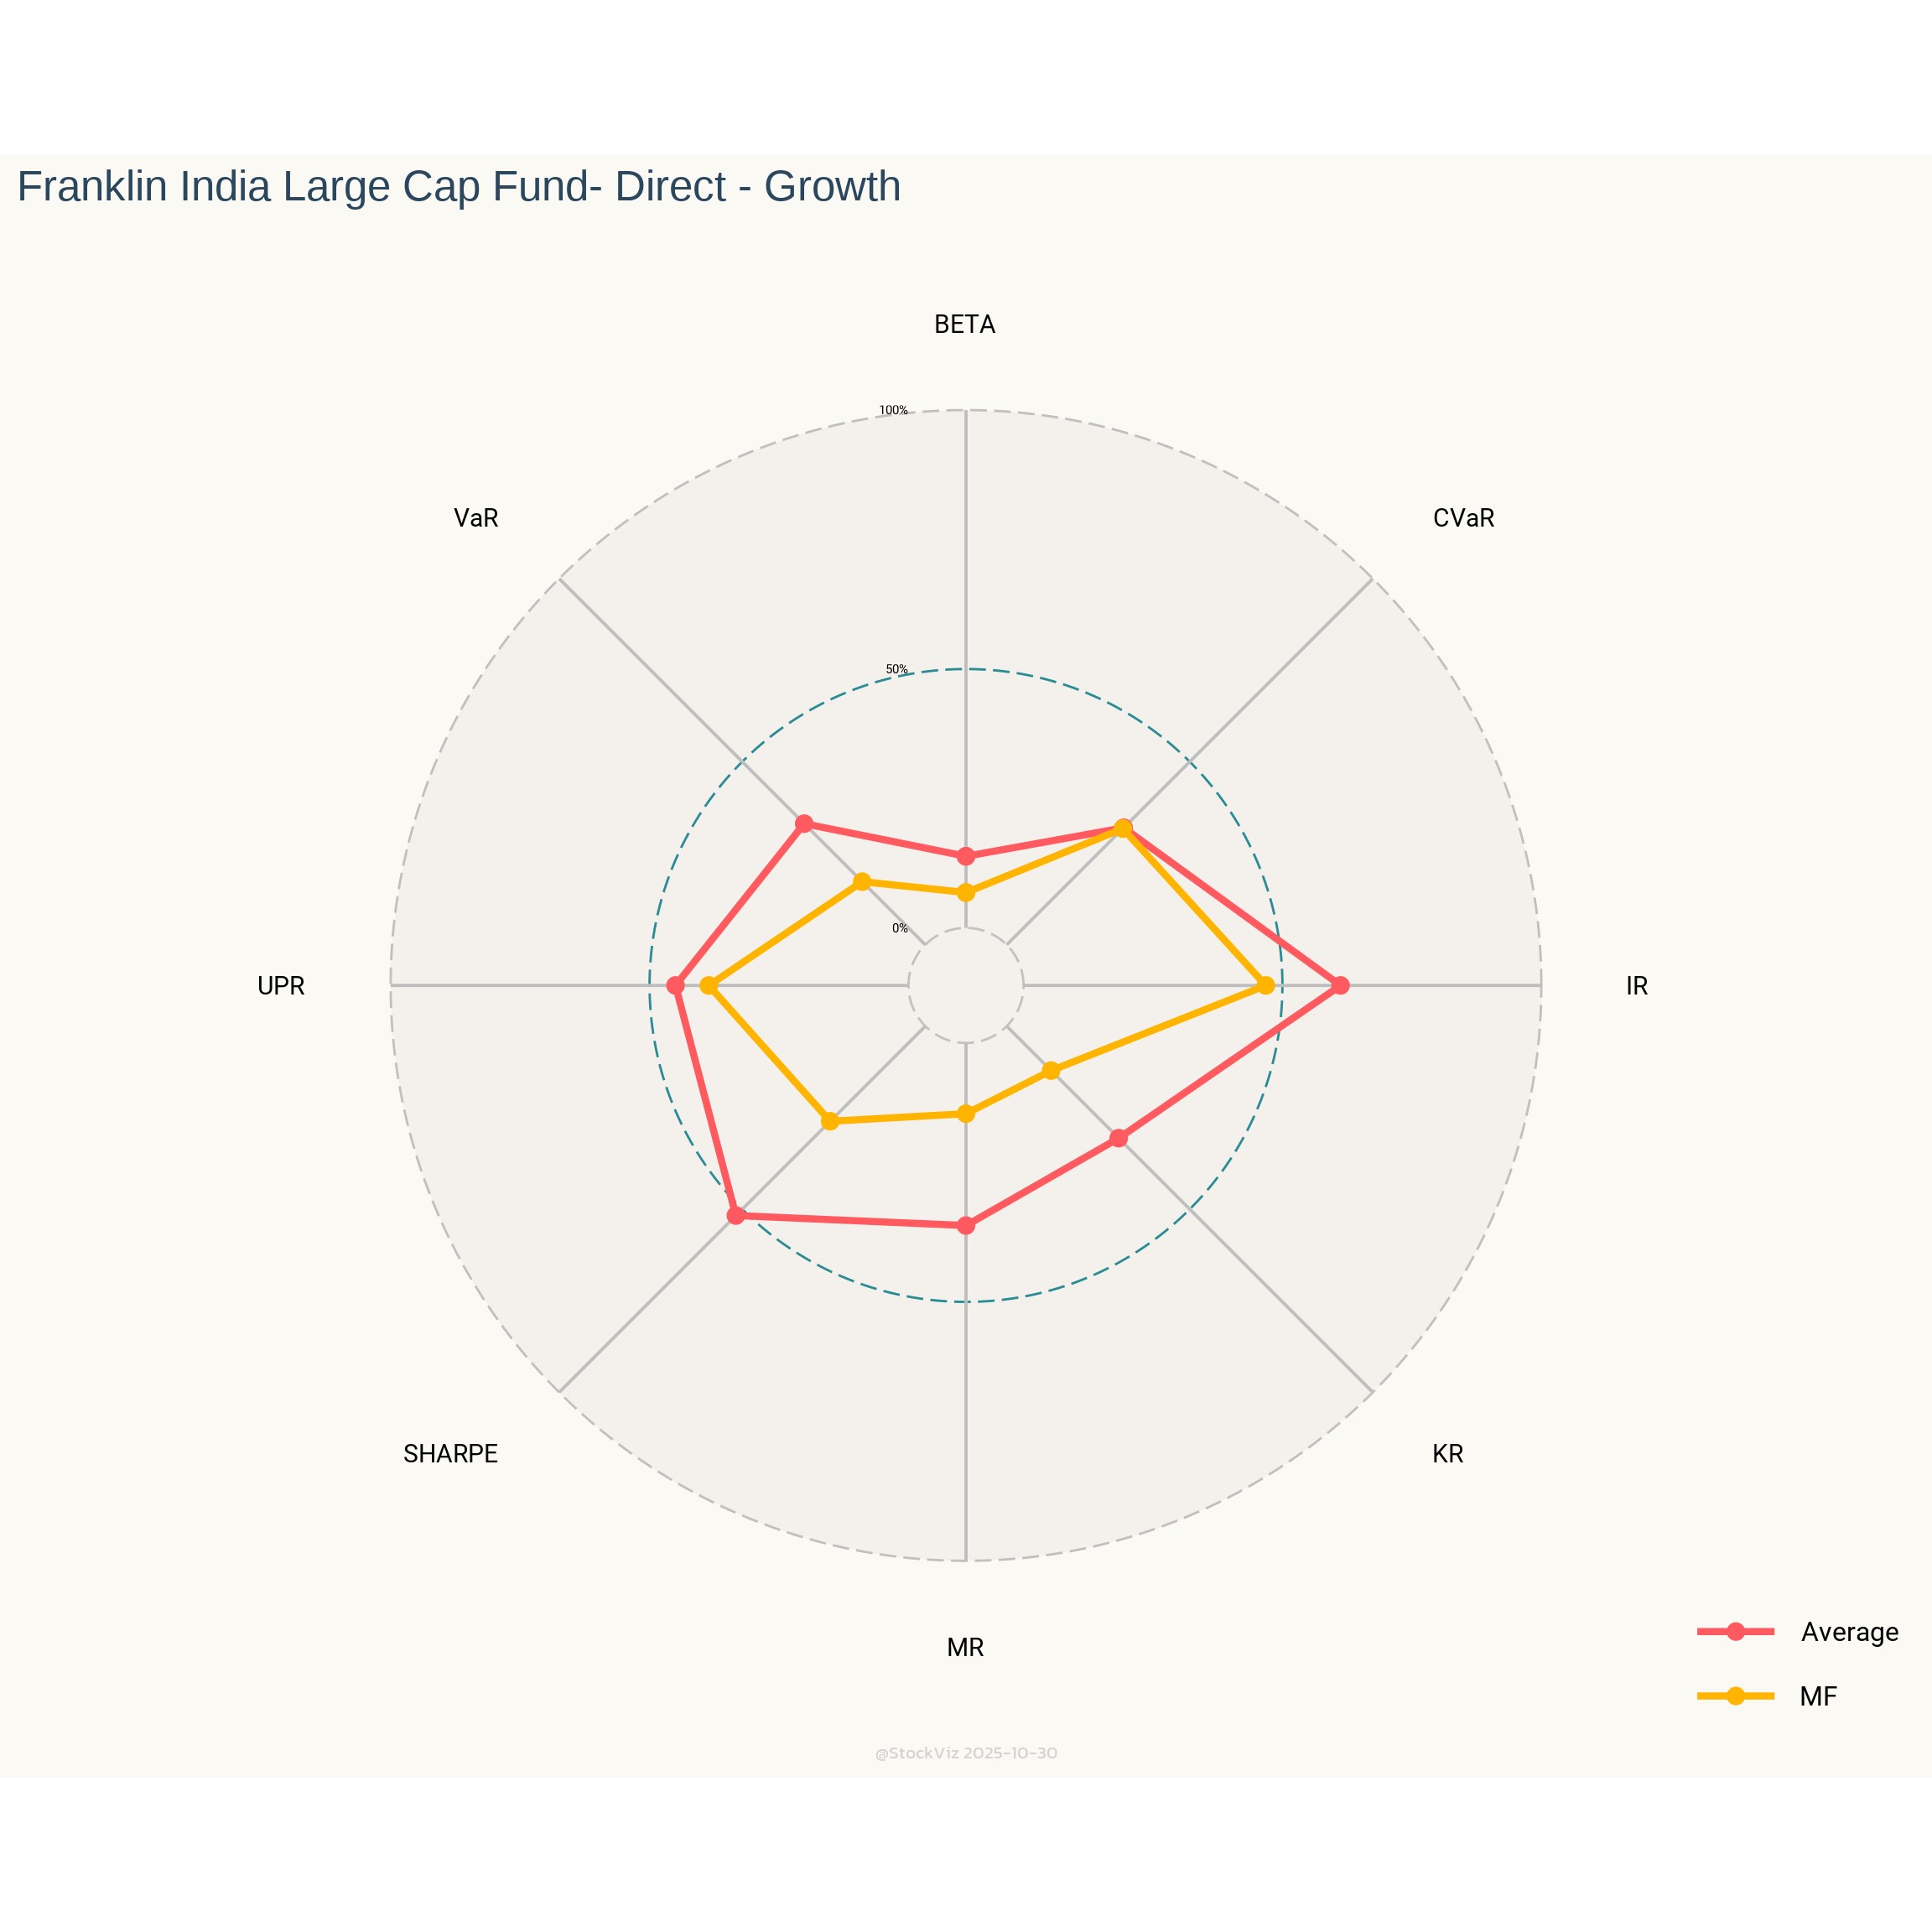 Franklin India Large Cap Fund- Direct - Growth
BETA
100%
VaR
CVaR
50%
0%
UPR
IR
SHARPE
KR
MR
Average
MF
@StockViz 2025-10-30